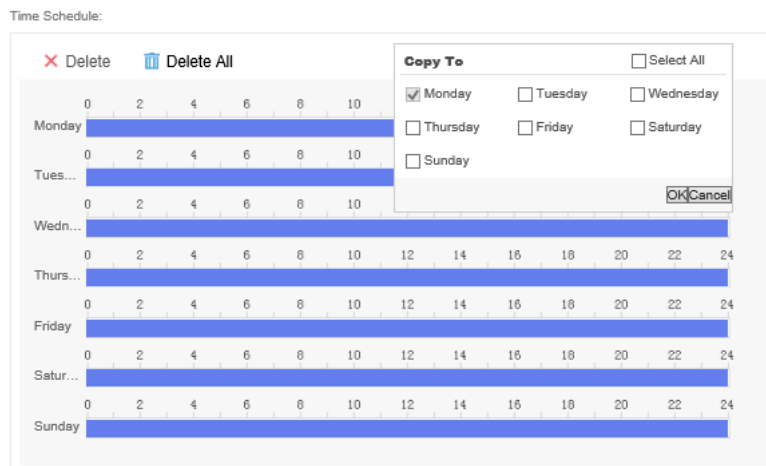 Time Schedule:
Delete Delete All
Copy To Select All
Monday Tuesday Wednesday
Thursday Friday Saturday
Sunday
OK Cancel
0 2 4 6 8 10
Monday
0 2 4 6 8 10
Tues...
0 2 4 6 8 10
Wedn...
0 2 4 6 8 10 12 14 16 18 20 22 24
Thurs...
0 2 4 6 8 10 12 14 16 18 20 22 24
Friday
0 2 4 6 8 10 12 14 16 18 20 22 24
Satur...
0 2 4 6 8 10 12 14 16 18 20 22 24
Sunday